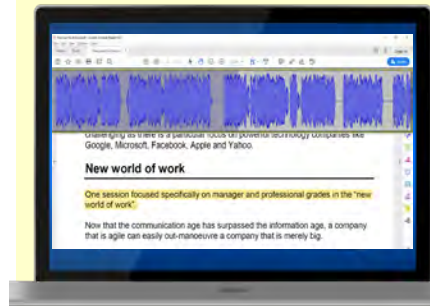 challenging as there is a particular focus on powerful technology companies like
Google, Microsoft, Facebook, Apple and Yahoo.
New world of work
One session focused specifically on manager and professional grades in the "new
world of work".
Now that the communication age has surpassed the information age, a company
that is agile can easily out-manoeuvre a company that is merely big.